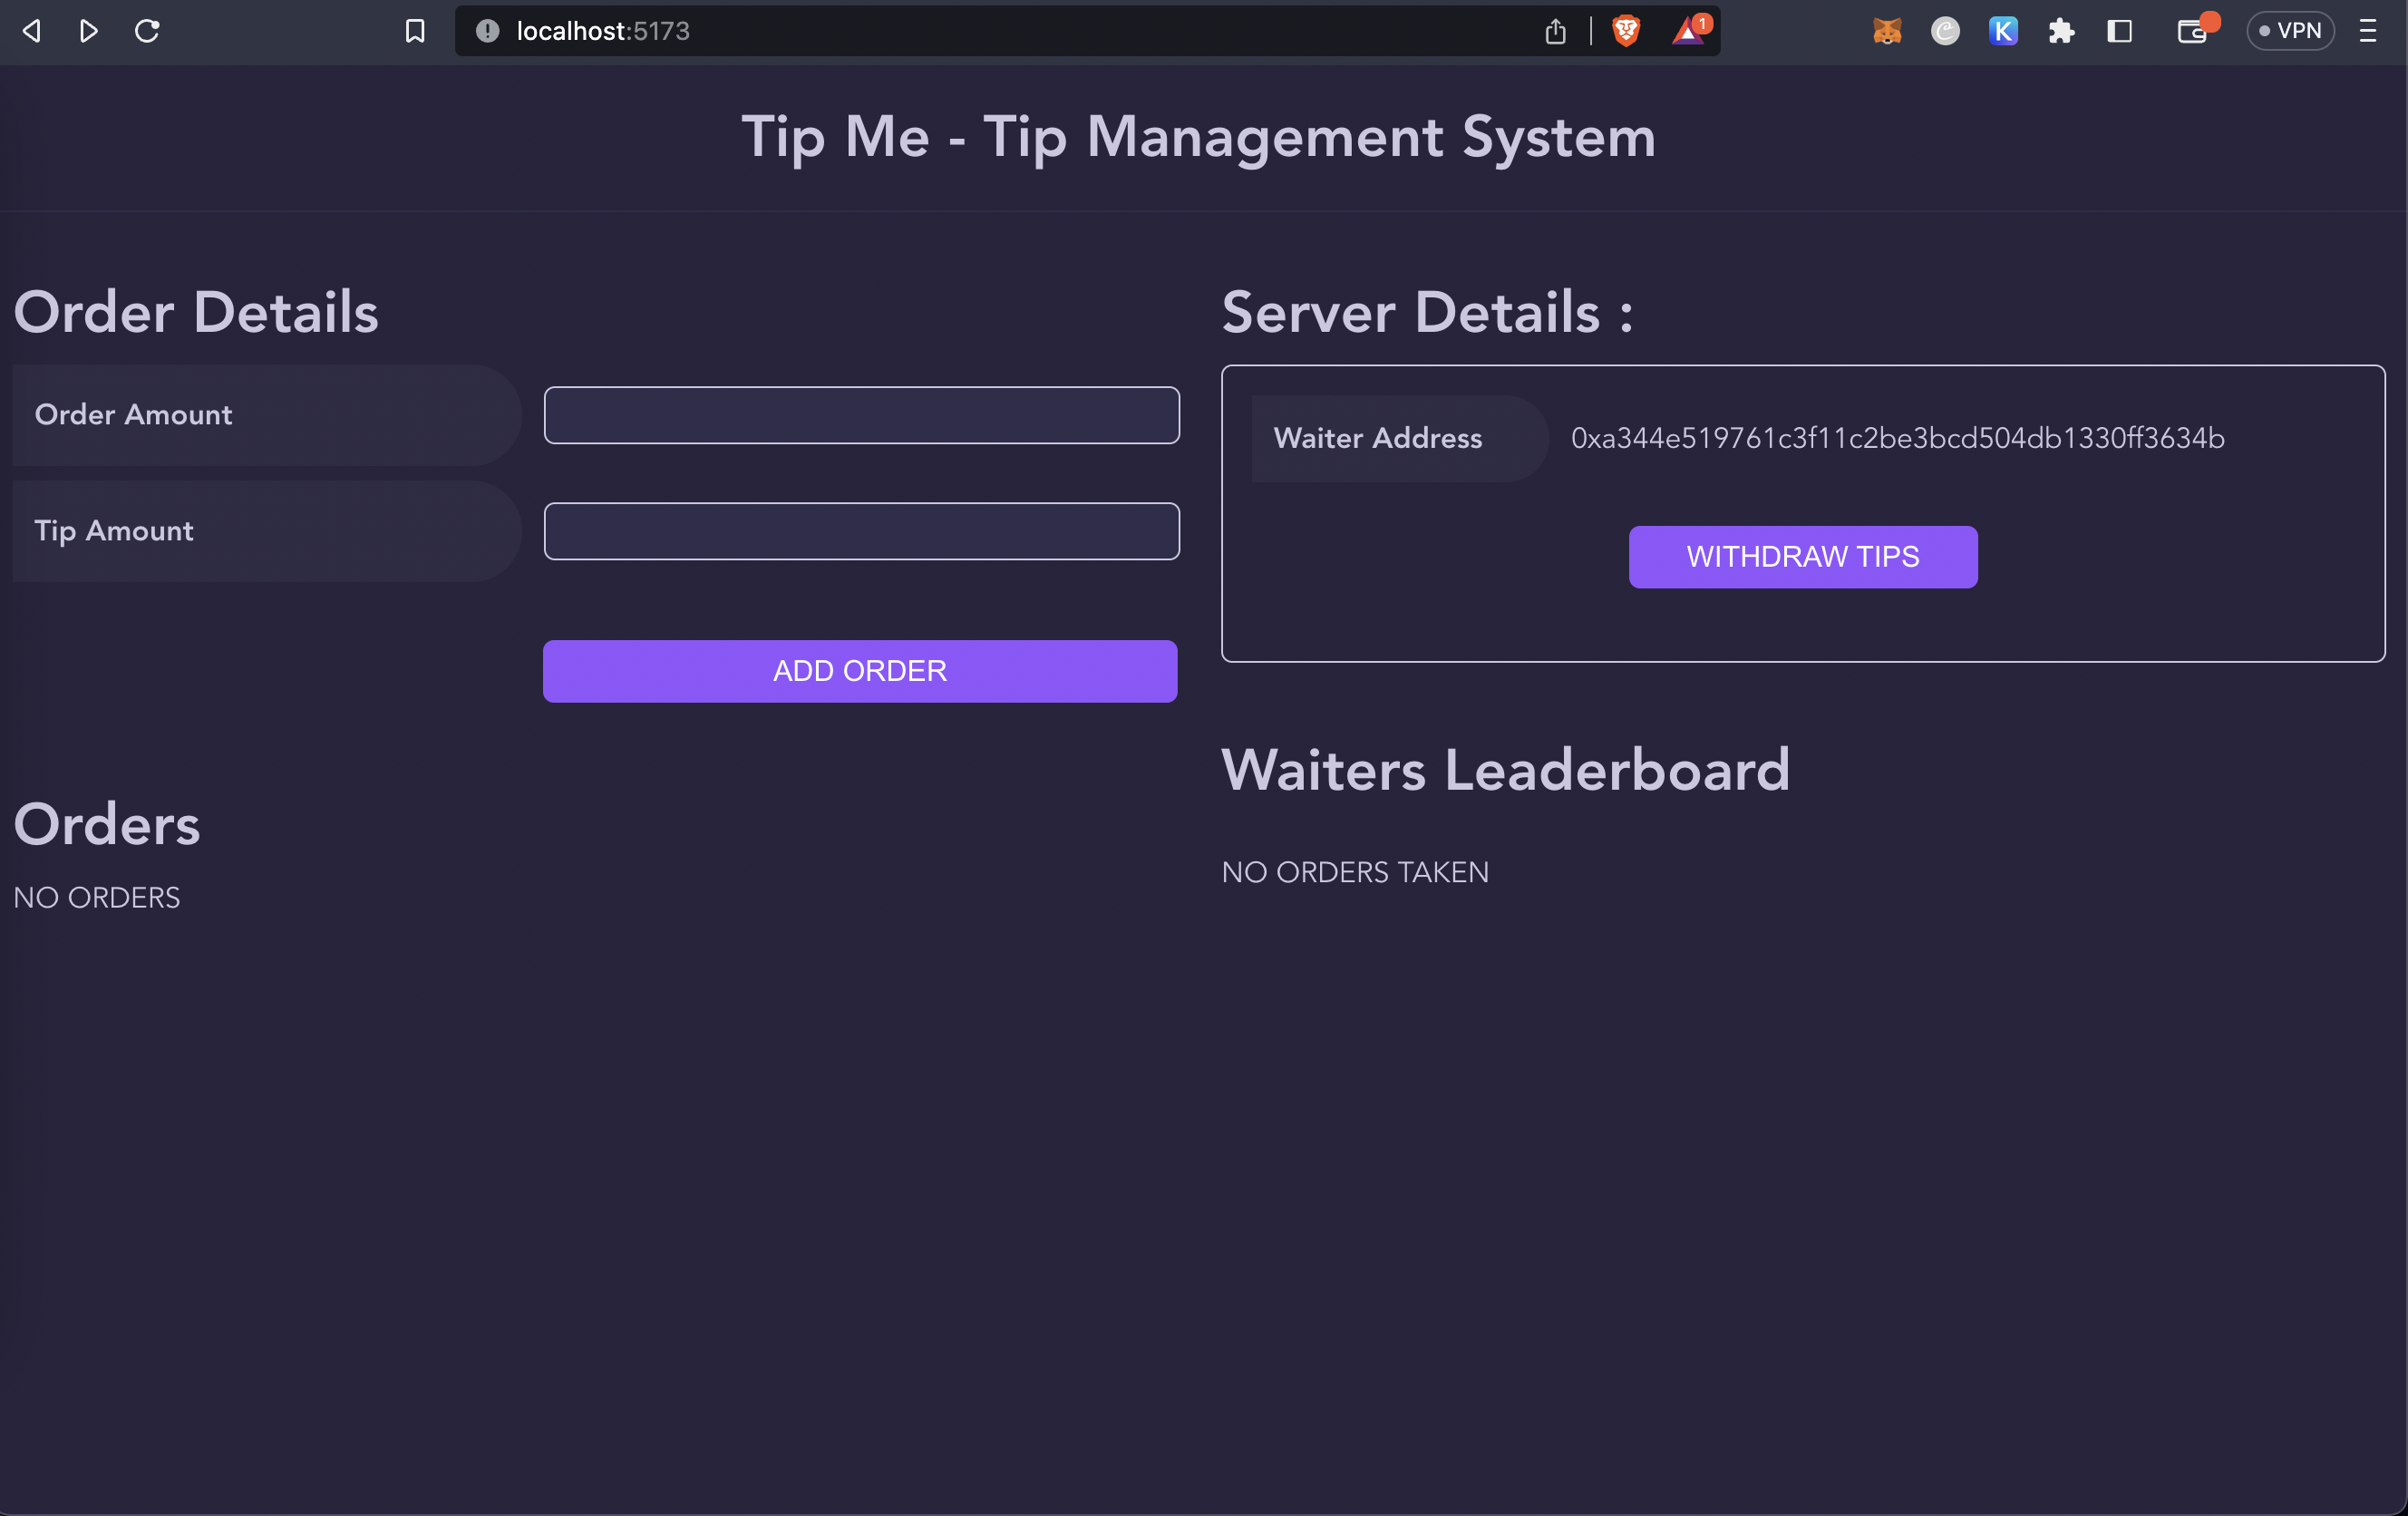 localhost:5173
1
K
VPN
Tip Me - Tip Management System
Order Details
Order Amount
Tip Amount
ADD ORDER
Orders
NO ORDERS
Server Details :
Waiter Address 0xa344e519761c3f11c2be3bcd504db1330ff3634b
WITHDRAW TIPS
Waiters Leaderboard
NO ORDERS TAKEN